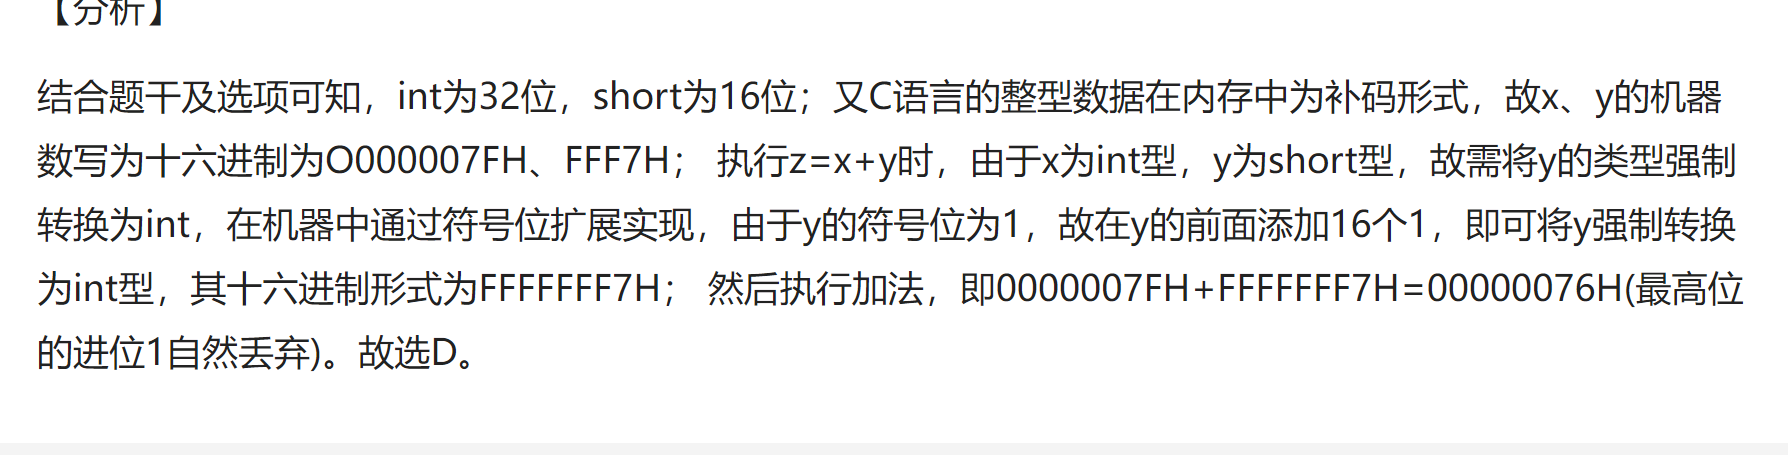 【分析】
结合题干及选项可知，int为32位，short为16位；又C语言的整型数据在内存中为补码形式，故x、y的机器
数写为十六进制为O000007FH、FFF7H； 执行z=x+y时，由于x为int型，y为short型，故需将y的类型强制
转换为int，在机器中通过符号位扩展实现，由于y的符号位为1，故在y的前面添加16个1，即可将y强制转换
为int型，其十六进制形式为FFFFFFF7H； 然后执行加法，即0000007FH+FFFFFFF7H=00000076H(最高位
的进位1自然丢弃)。故选D。